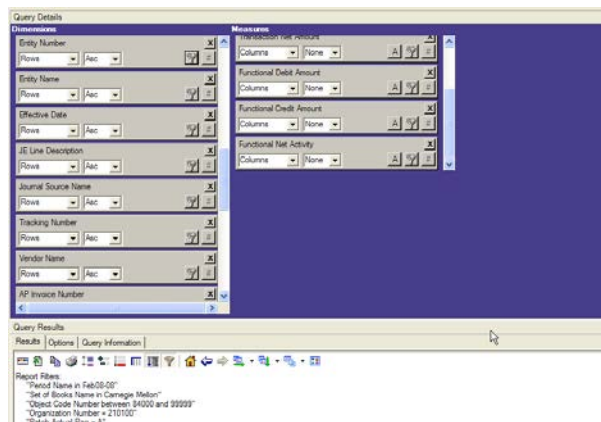 Query Details
Dimensions
Measures
Entity Number
X
Rows
Asc
Entity Name
X
Rows
Asc
Effective Date
X
Rows
Asc
JE Line Description
X
Rows
Asc
Journal Source Name
X
Rows
Asc
Tracking Number
X
Rows
Asc
Vendor Name
X
Rows
Asc
AP Invoice Number
X
Transaction Net Amount
Columns
None
A
Functional Debit Amount
X
Columns
None
A
Functional Credit Amount
X
Columns
None
A
Functional Net Activity
X
Columns
None
A
Query Results
Results
Options
Query Information
Report Filters:
"Period Name in Feb08-08"
"Set of Books Name in Carnegie Mellon"
"Object Code Number between 84000 and 99999"
"Organization Number = 210100"